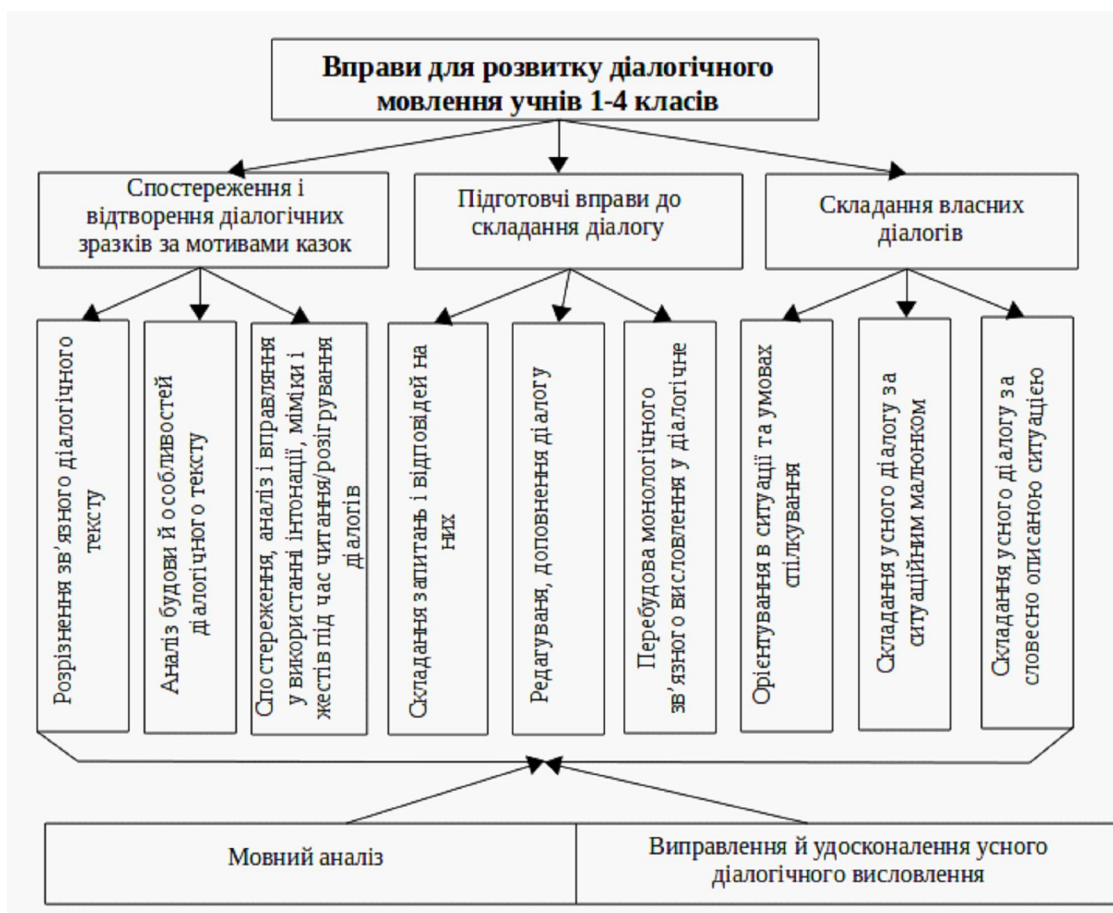 Вправи для розвитку діалогічного
мовлення учнів 1-4 класів
Спостереження і
відтворення діалогічних
зразків за мотивами казок
Підготовчі вправи до
складання діалогу
Складання власних
діалогів
Розрізнення зв’язного діалогічного
тексту
Аналіз будови й особливостей
діалогічного тексту
Спостереження, аналіз і вправляння
у використанні інтонації, міміки і
жестів під час читання/розігрування
діалогів
Складання запитань і відповідей на
них
Редагуваня, доповнення діалогу
Перебудова монологічного
зв’язного висловлення у діалогічне
Орієнтування в ситуації та умовах
спілкування
Складання усного діалогу за
ситуаційним малюнком
Складання усного діалогу за
словесно описаною ситуацією
Мовний аналіз
Виправлення й удосконалення усного
діалогічного висловлення